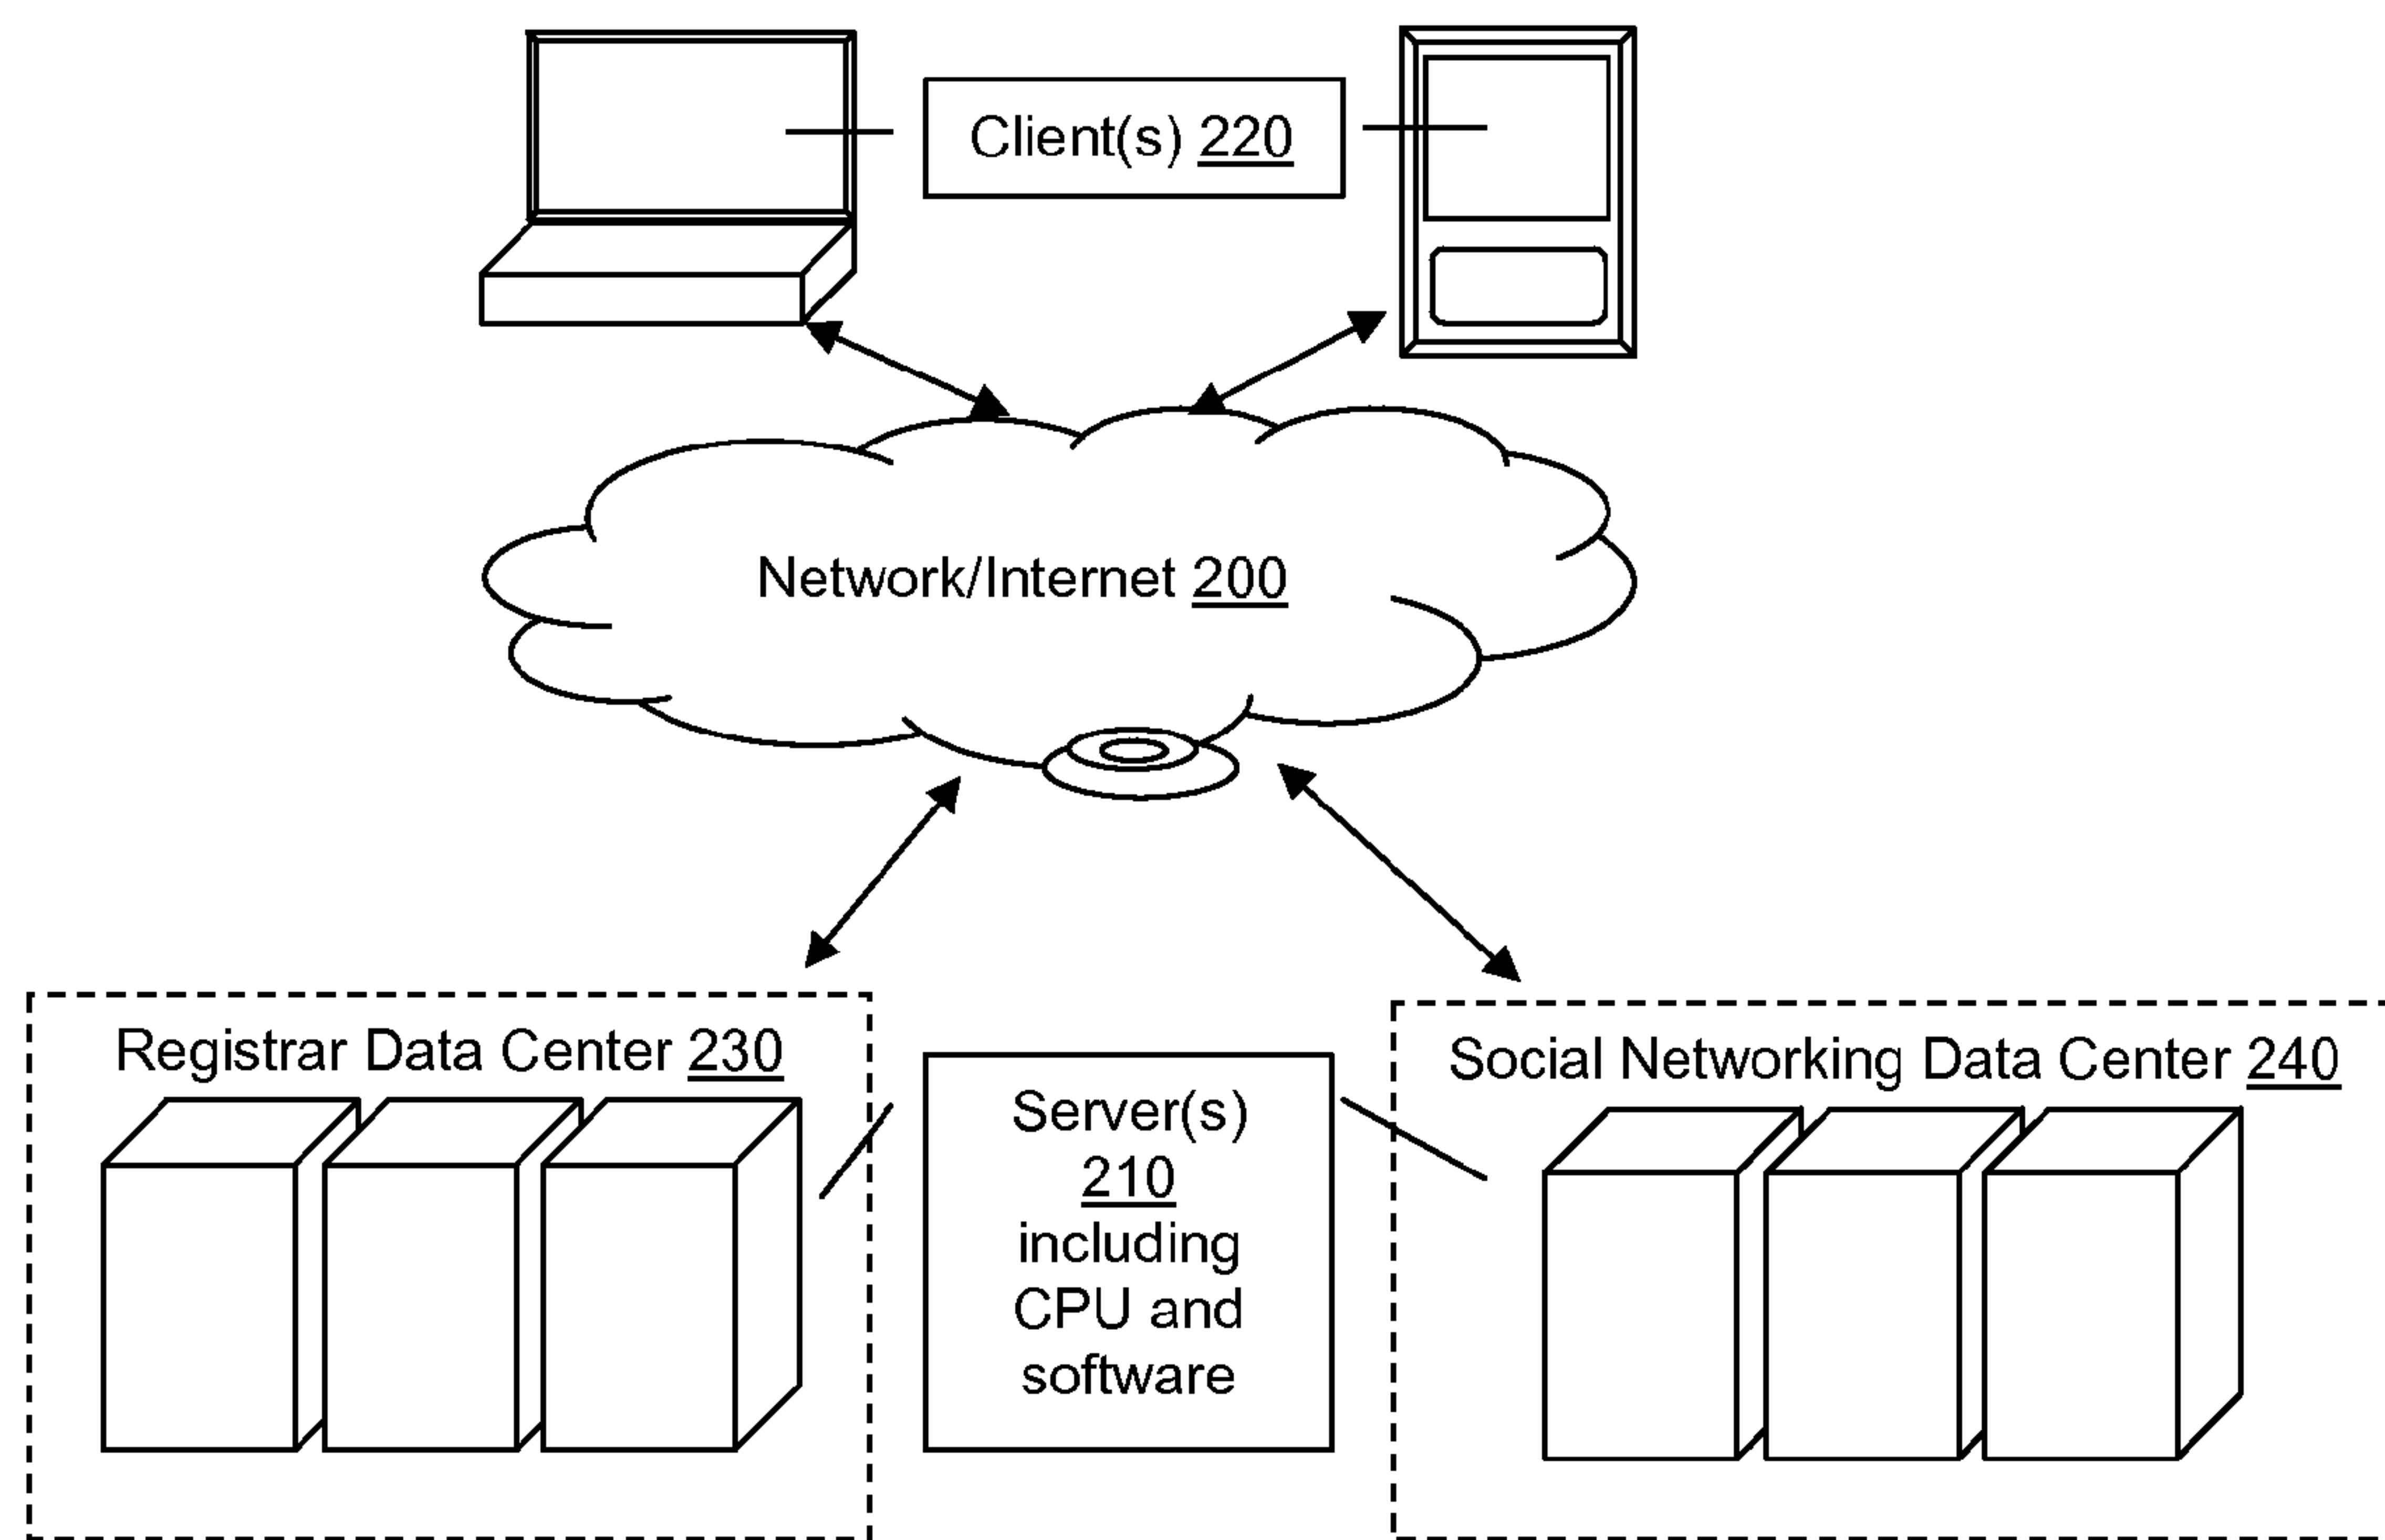 Client(s) 220
Network/Internet 200
Registrar Data Center 230
Server(s)
210
including
CPU and
software
Social Networking Data Center 240